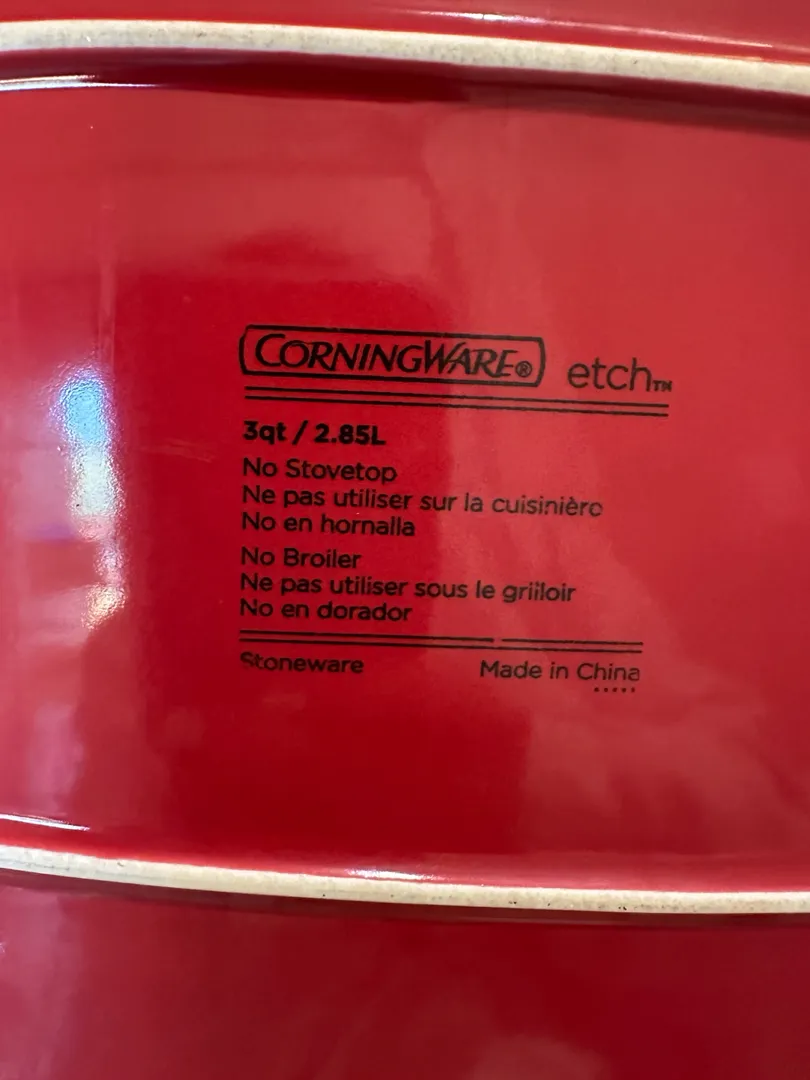 CORNINGWARE® etch™
3qt / 2.85L
No Stovetop
Ne pas utiliser sur la cuisinière
No en hornalla
No Broiler
Ne pas utiliser sous le griiloir
No en dorador
Stoneware Made in China